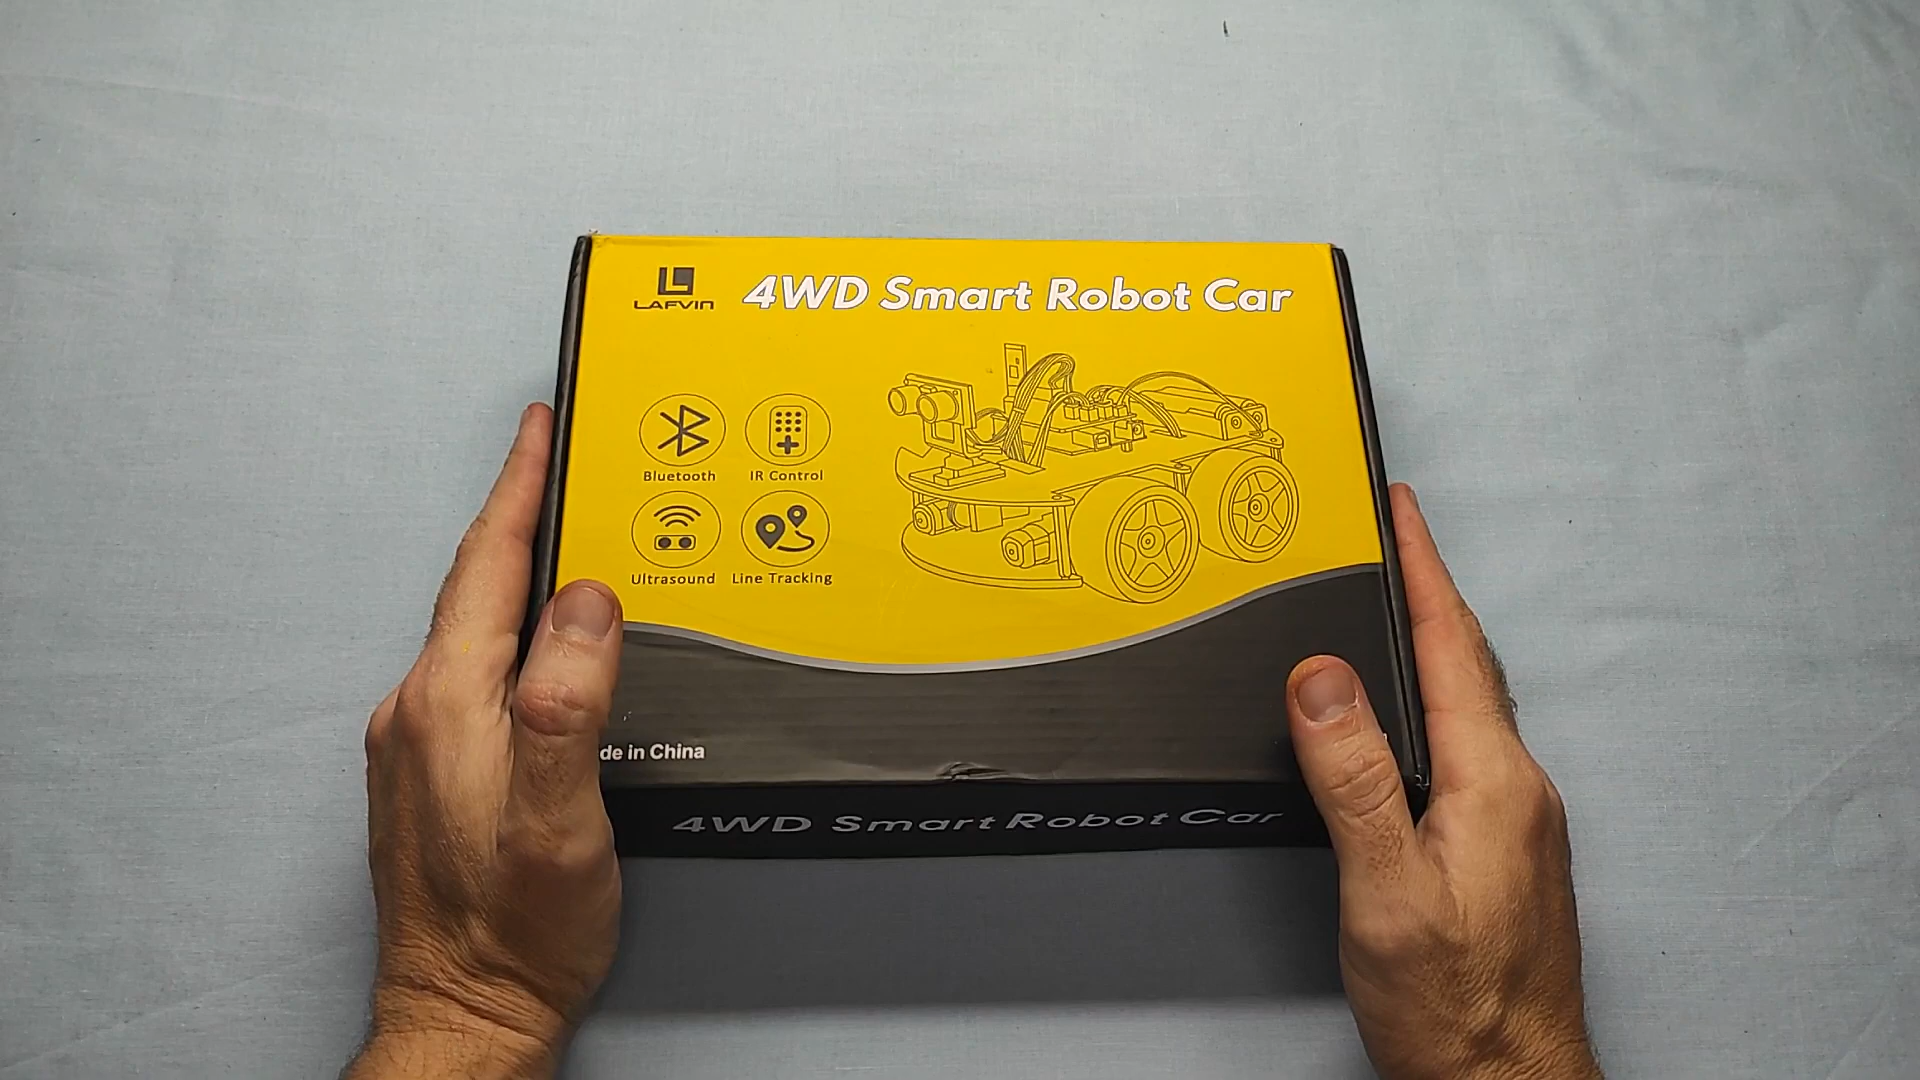 LAFVIN
4WD Smart Robot Car
Bluetooth
IR Control
Ultrasound
Line Tracking
de in China
4WD Smart Robot Car